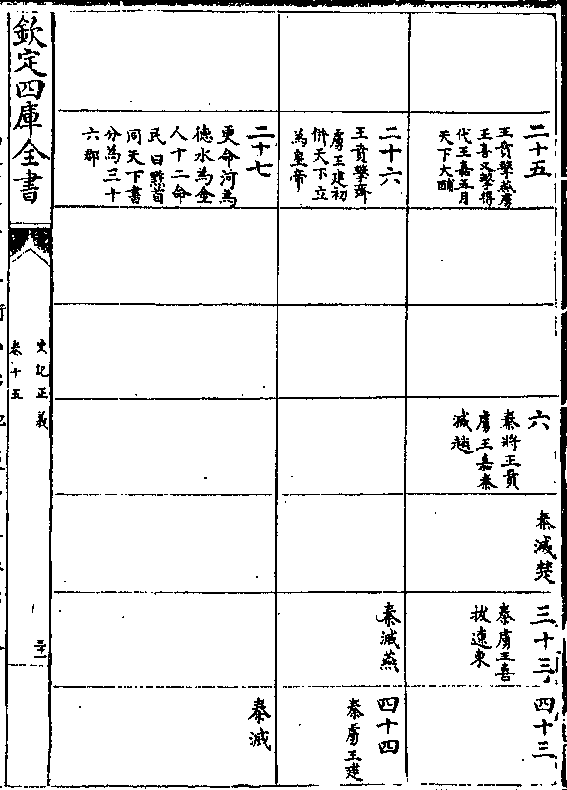 二十五
王賁擊燕虜
王喜又擊得
代王嘉五月
天下大酺
六
秦將王賁
虜王嘉秦
滅趙
秦滅楚
三十三
秦虜王喜
拔遼東
四十三
二十六
王賁擊齊
虜王建初
併天下立
為皇帝
秦滅燕
四十四
秦虜王建
二十七
更命河為
徳水為金
人十二命
民曰黔首
同天下書
分為三十
六郡
秦滅
欽定四庫全書
史記正義
卷十五